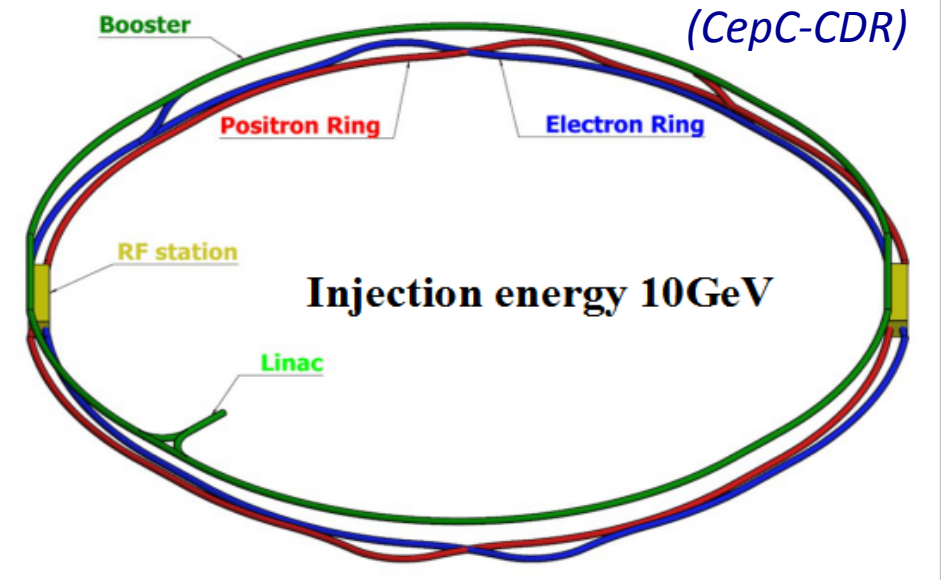 Booster
(CepC-CDR)
Positron Ring
Electron Ring
RF station
Injection energy 10GeV
Linac